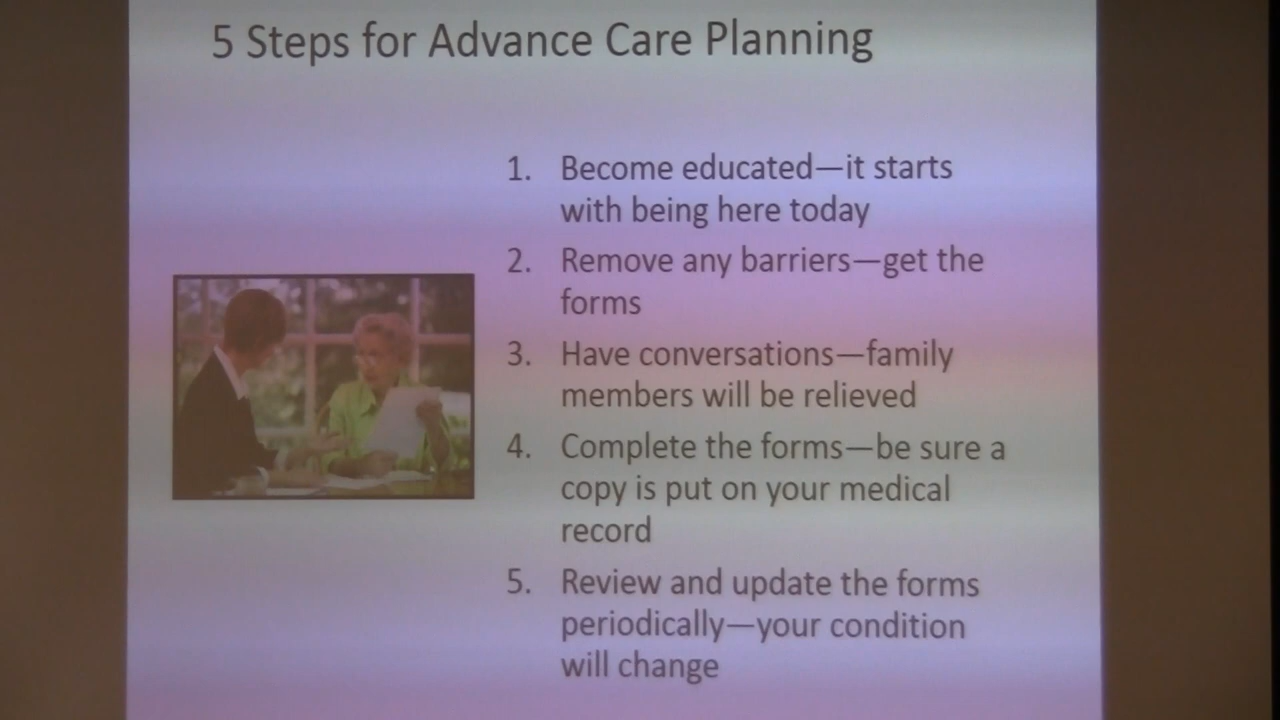 5 Steps for Advance Care Planning
1. Become educated—it starts
with being here today
2. Remove any barriers—get the
forms
3. Have conversations—family
members will be relieved
4. Complete the forms—be sure a
copy is put on your medical
record
5. Review and update the forms
periodically—your condition
will change